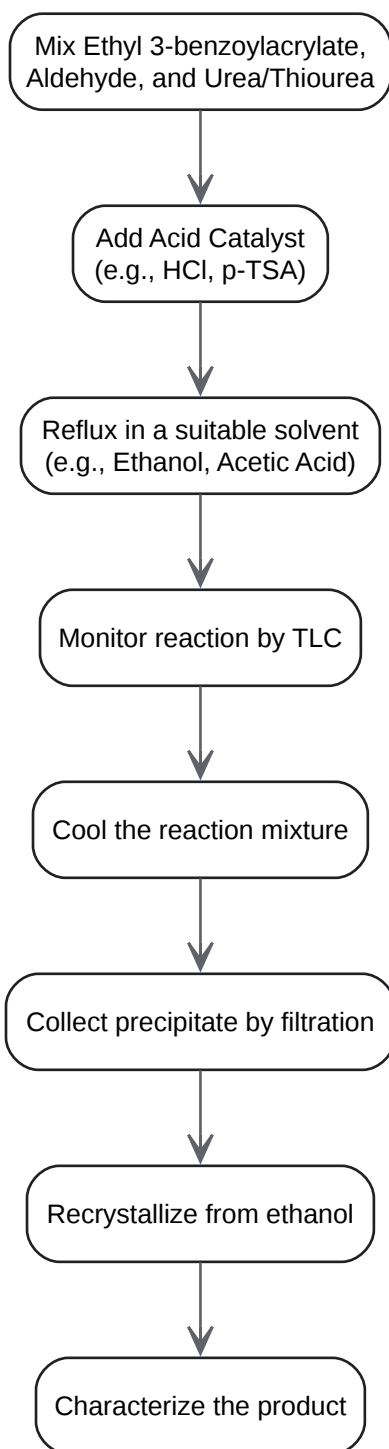 Mix Ethyl 3-benzoylacrylate,
Aldehyde, and Urea/Thiourea
Add Acid Catalyst
(e.g., HCl, p-TSA)
Reflux in a suitable solvent
(e.g., Ethanol, Acetic Acid)
Monitor reaction by TLC
Cool the reaction mixture
Collect precipitate by filtration
Recrystallize from ethanol
Characterize the product